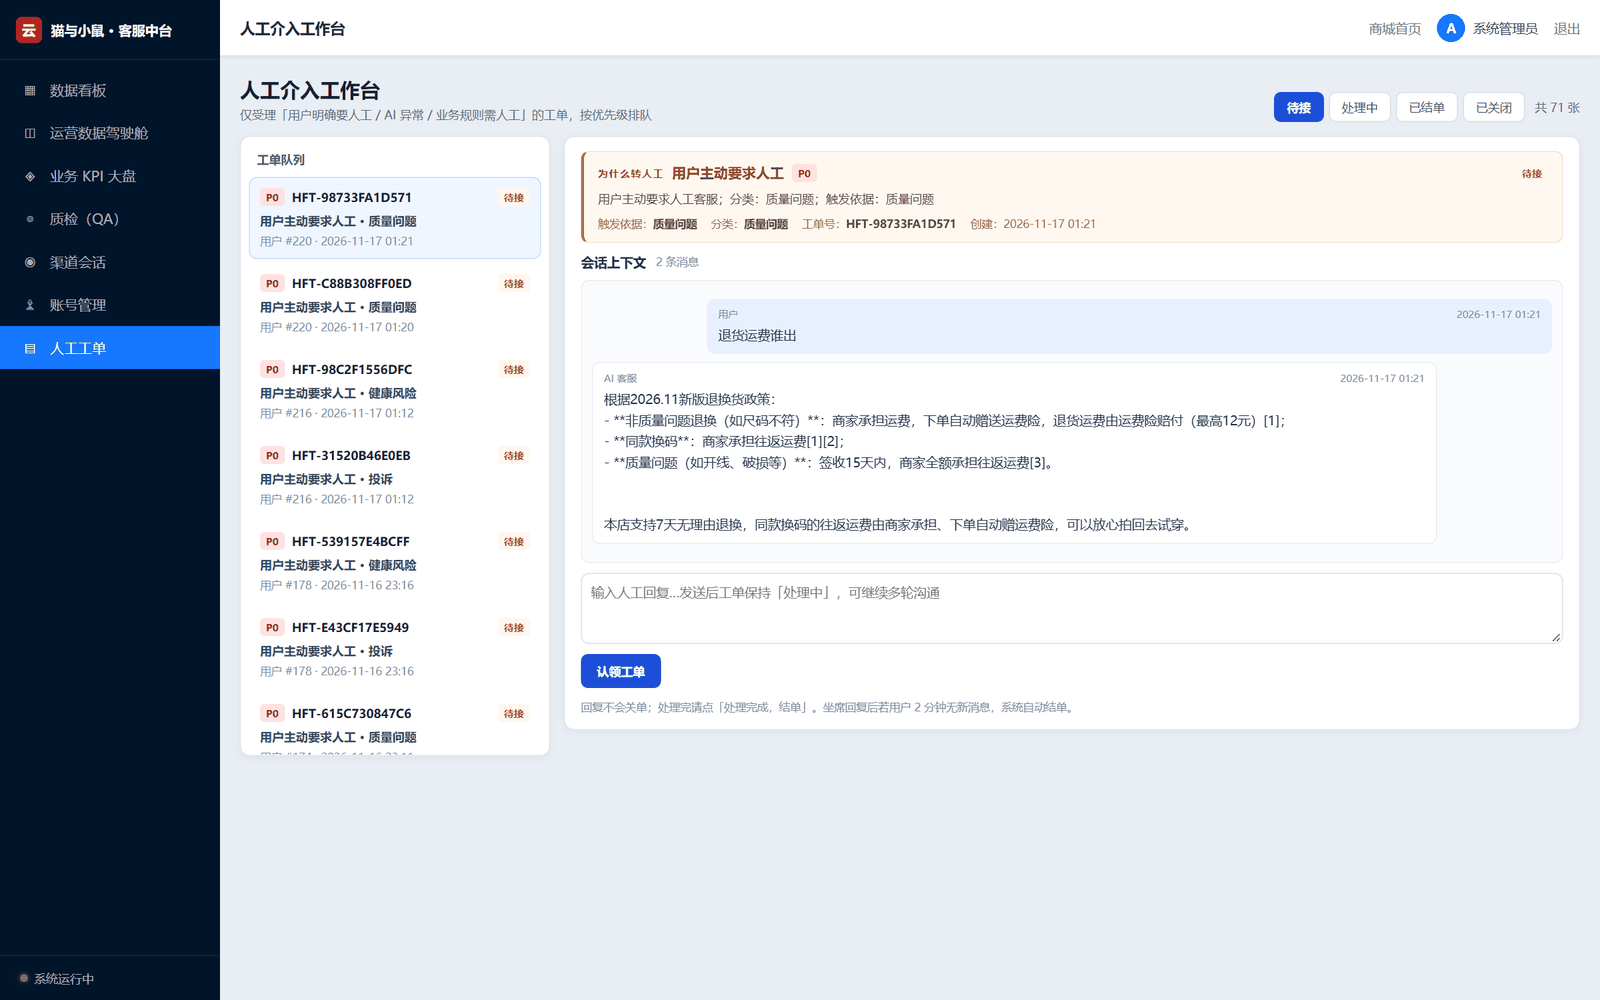 云 猫与小鼠·客服中台
数据看板
运营数据驾驶舱
业务 KPI 大盘
质检（QA）
渠道会话
账号管理
人工工单
系统运行中
人工介入工作台
商城首页 A 系统管理员 退出
人工介入工作台
仅受理「用户明确要人工 / AI 异常 / 业务规则需人工」的工单，按优先级排队
待接 处理中 已结单 已关闭 共 71 张
工单队列
P0 HFT-98733FA1D571 待接
用户主动要求人工 · 质量问题
用户 #220 · 2026-11-17 01:21
P0 HFT-C88B308FF0ED 待接
用户主动要求人工 · 质量问题
用户 #220 · 2026-11-17 01:20
P0 HFT-98C2F1556DFC 待接
用户主动要求人工 · 健康风险
用户 #216 · 2026-11-17 01:12
P0 HFT-31520B46E0EB 待接
用户主动要求人工 · 投诉
用户 #216 · 2026-11-17 01:12
P0 HFT-539157E4BCFF 待接
用户主动要求人工 · 健康风险
用户 #178 · 2026-11-16 23:16
P0 HFT-E43CF17E5949 待接
用户主动要求人工 · 投诉
用户 #178 · 2026-11-16 23:16
P0 HFT-615C730847C6 待接
用户主动要求人工 · 质量问题
为什么转人工 用户主动要求人工 P0 待接
用户主动要求人工客服；分类：质量问题；触发依据：质量问题
触发依据：质量问题 分类：质量问题 工单号：HFT-98733FA1D571 创建：2026-11-17 01:21
会话上下文 2 条消息
用户 2026-11-17 01:21
退货运费谁出
AI 客服 2026-11-17 01:21
根据2026.11新版退换货政策：
- **非质量问题退换（如尺码不符）**：商家承担运费，下单自动赠送运费险，退货运费由运费险赔付（最高12元）[1]；
- **同款换码**：商家承担往返运费[1][2]；
- **质量问题（如开线、破损等）**：签收15天内，商家全额承担往返运费[3]。
本店支持7天无理由退换，同款换码的往返运费由商家承担、下单自动赠运费险，可以放心拍回去试穿。
输入人工回复...发送后工单保持「处理中」，可继续多轮沟通
认领工单
回复不会关单；处理完请点「处理完成，结单」。坐席回复后若用户 2 分钟无新消息，系统自动结单。